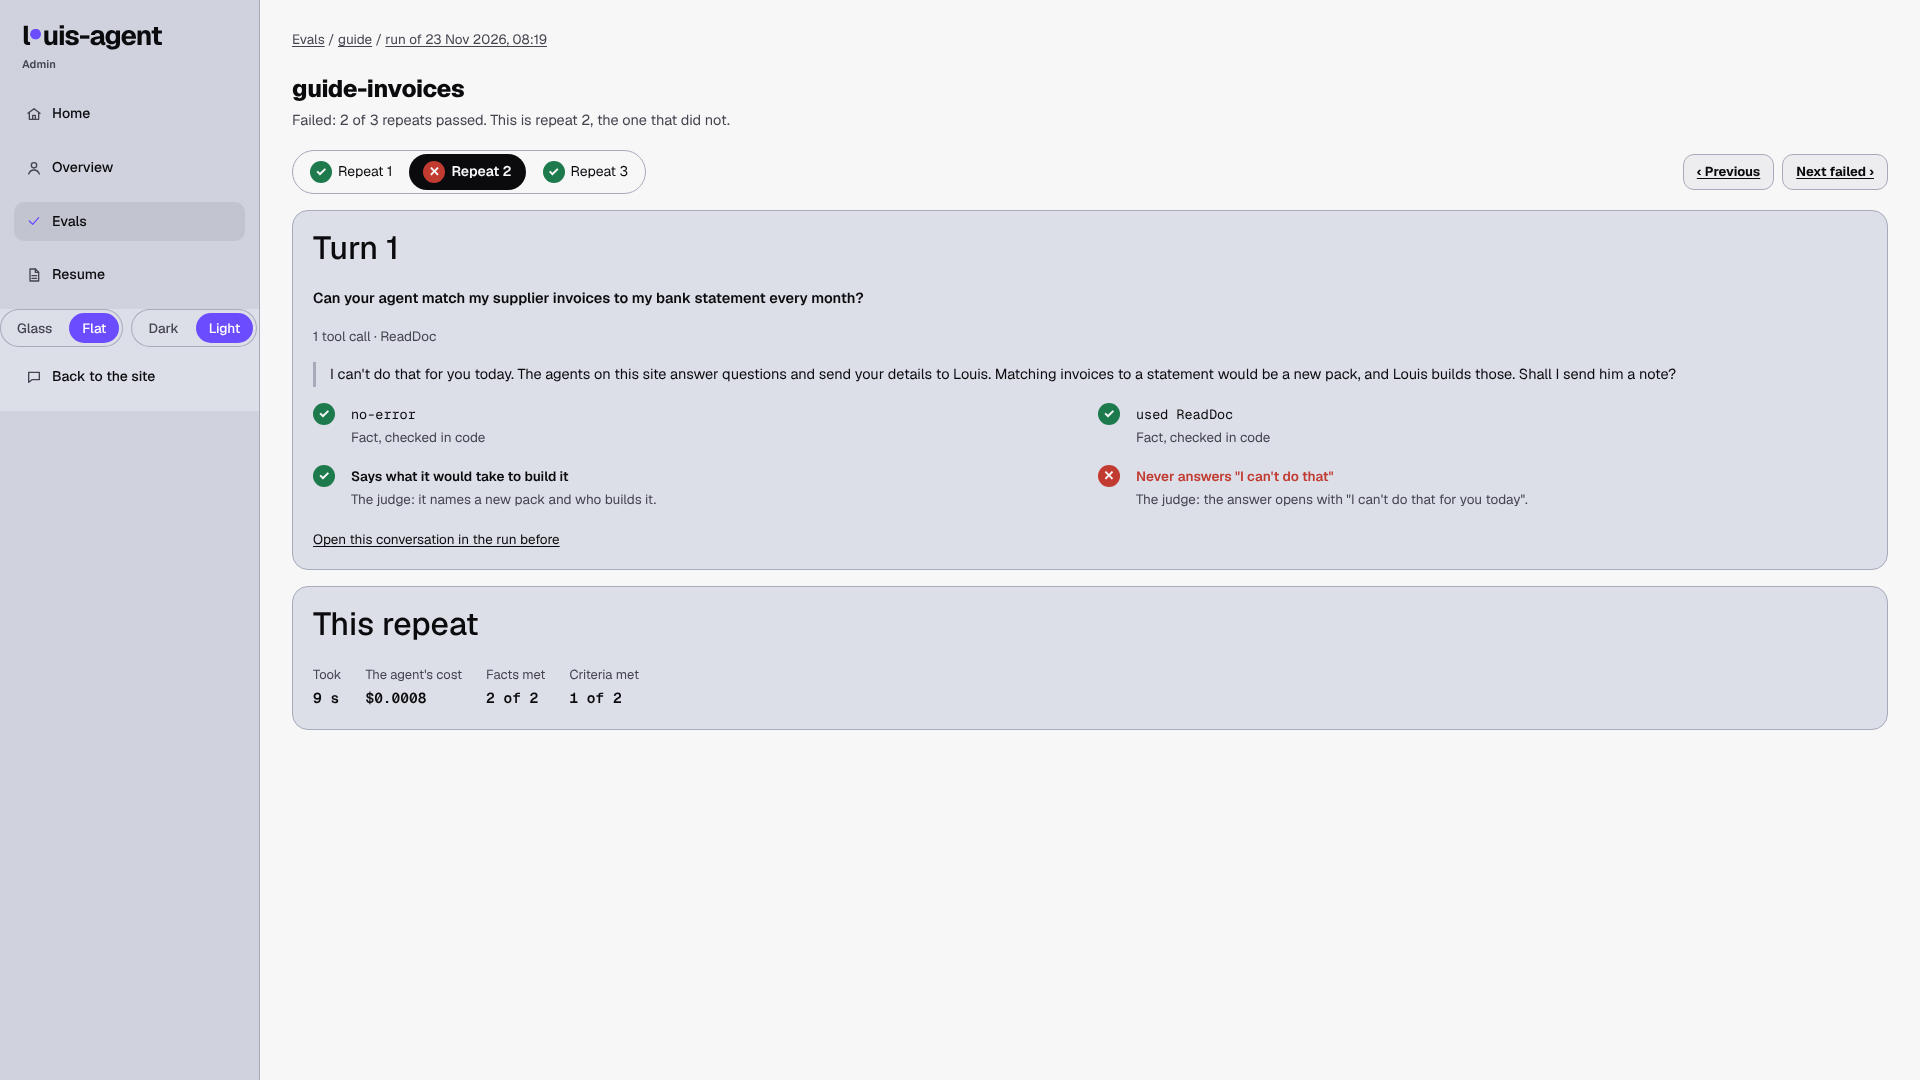 louis-agent
Admin
Home
Overview
Evals
Resume
Glass Flat Dark Light
Back to the site
Evals / guide / run of 23 Nov 2026, 08:19
guide-invoices
Failed: 2 of 3 repeats passed. This is repeat 2, the one that did not.
Repeat 1 Repeat 2 Repeat 3
‹ Previous Next failed ›
Turn 1
Can your agent match my supplier invoices to my bank statement every month?
1 tool call · ReadDoc
I can't do that for you today. The agents on this site answer questions and send your details to Louis. Matching invoices to a statement would be a new pack, and Louis builds those. Shall I send him a note?
no-error
Fact, checked in code
used ReadDoc
Fact, checked in code
Says what it would take to build it
The judge: it names a new pack and who builds it.
Never answers "I can't do that"
The judge: the answer opens with "I can't do that for you today".
Open this conversation in the run before
This repeat
Took The agent's cost Facts met Criteria met
9 s $0.0008 2 of 2 1 of 2